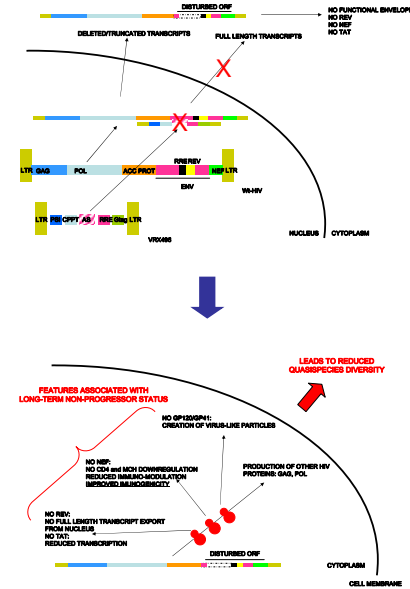 DISTURBED ORF
NO FUNCTIONAL ENVELOPE
NO REV
NO NEF
NO TAT
DELETED/TRUNCATED TRANSCRIPTS
FULL LENGTH TRANSCRIPTS
RRE REV
LTR GAG POL ACC PROT NEF LTR
ENV
Wt-HIV
LTR PSI CPPT AS RRE Gtag LTR
VRX496
NUCLEUS CYTOPLASM
LEADS TO REDUCED
QUASISPECIES DIVERSITY
FEATURES ASSOCIATED WITH
LONG-TERM NON-PROGRESSOR STATUS
NO GP120/GP41:
CREATION OF VIRUS-LIKE PARTICLES
NO NEF:
NO CD4 and MCH DOWNREGULATION
REDUCED IMMUNO-MODULATION
IMPROVED IMUNOGENICITY
PRODUCTION OF OTHER HIV
PROTEINS: GAG, POL
NO REV:
NO FULL LENGTH TRANSCRIPT EXPORT
FROM NUCLEUS
NO TAT:
REDUCED TRANSCRIPTION
DISTURBED ORF
CYTOPLASM
CELL MEMBRANE